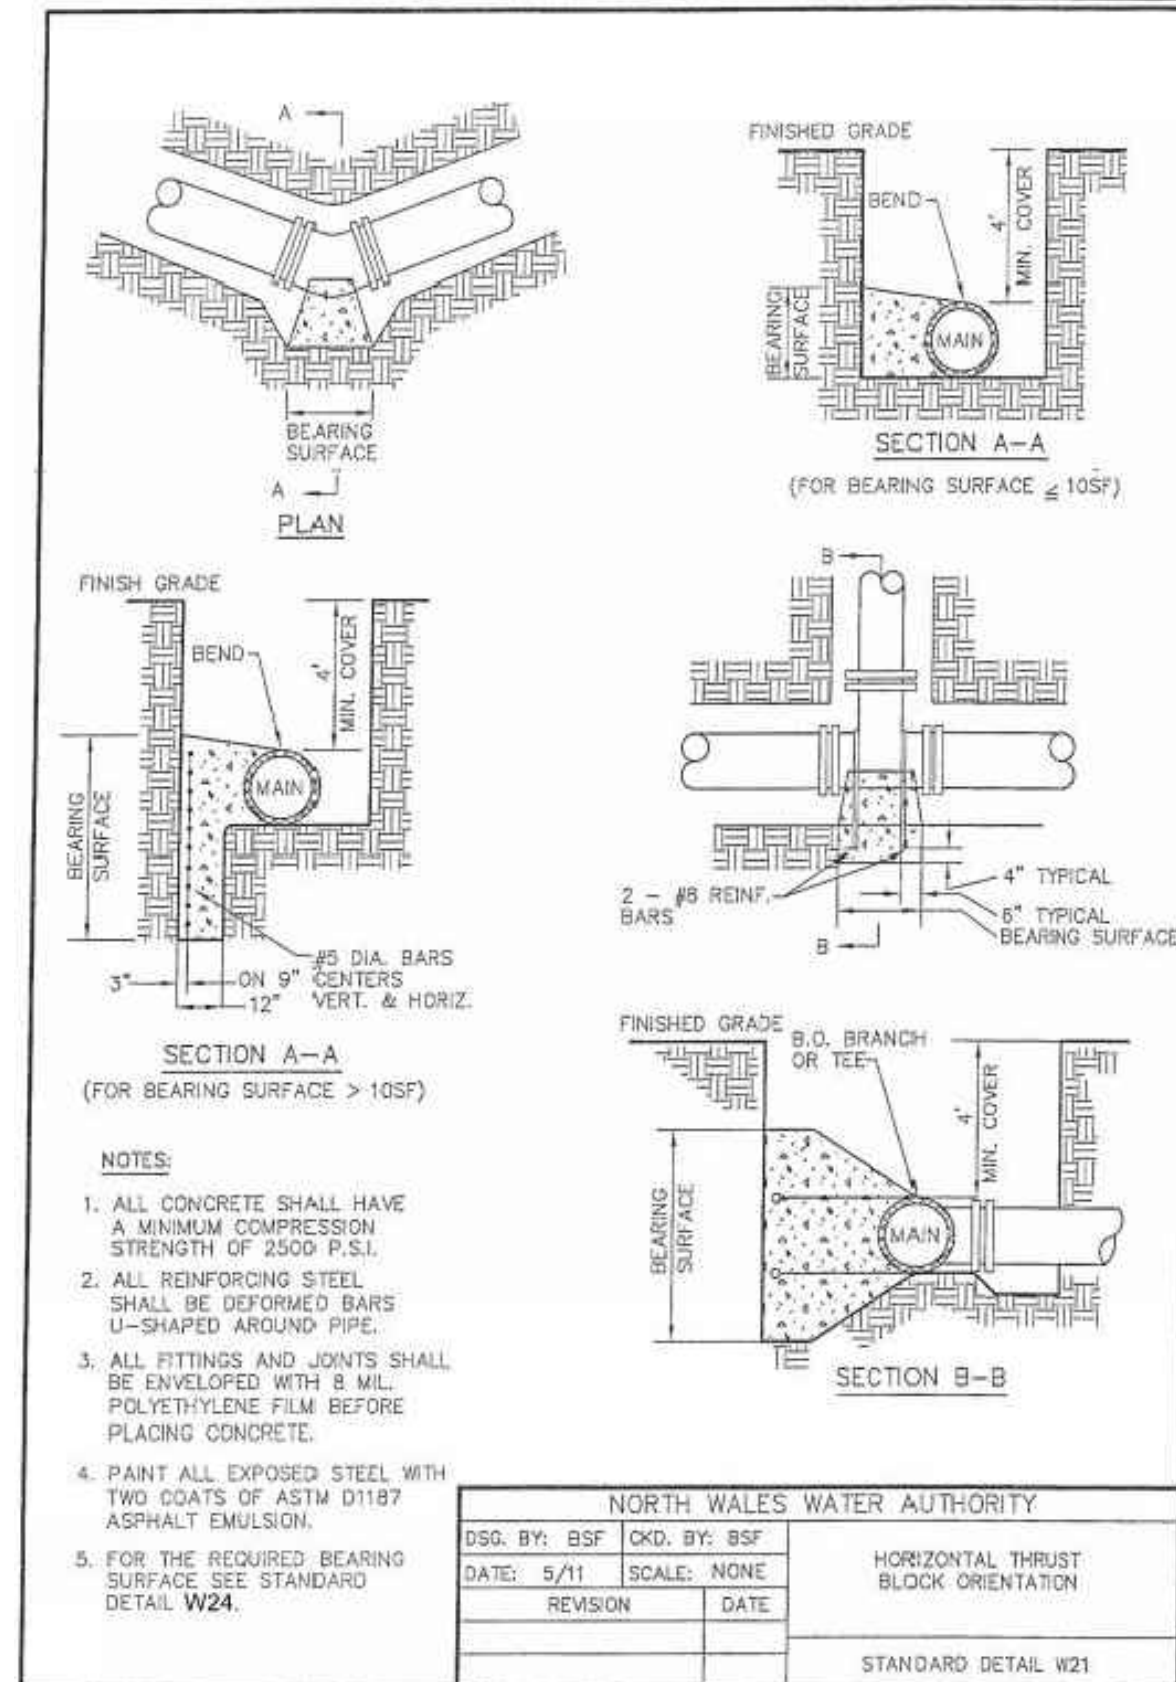 A
BEARING
SURFACE
A
PLAN
FINISHED GRADE
BEND
4'
MIN. COVER
BEARING
SURFACE
MAIN
SECTION A-A
(FOR BEARING SURFACE ≤ 10SF)
FINISH GRADE
BEND
4'
MIN. COVER
MAIN
BEARING
SURFACE
#5 DIA. BARS
ON 9" CENTERS
VERT. & HORIZ.
3"
12"
SECTION A-A
(FOR BEARING SURFACE > 10SF)
B
2 - #8 REINF.
BARS
4" TYPICAL
6" TYPICAL
BEARING SURFACE
B
FINISHED GRADE
B.O. BRANCH
OR TEE
4'
MIN. COVER
BEARING
SURFACE
MAIN
SECTION B-B
NOTES:
1. ALL CONCRETE SHALL HAVE
A MINIMUM COMPRESSION
STRENGTH OF 2500 P.S.I.
2. ALL REINFORCING STEEL
SHALL BE DEFORMED BARS
U-SHAPED AROUND PIPE.
3. ALL FITTINGS AND JOINTS SHALL
BE ENVELOPED WITH 8 MIL.
POLYETHYLENE FILM BEFORE
PLACING CONCRETE.
4. PAINT ALL EXPOSED STEEL WITH
TWO COATS OF ASTM D1187
ASPHALT EMULSION.
5. FOR THE REQUIRED BEARING
SURFACE SEE STANDARD
DETAIL W24.
NORTH WALES WATER AUTHORITY
DSG. BY: BSF CKD. BY: BSF
DATE: 5/11 SCALE: NONE
REVISION DATE
HORIZONTAL THRUST
BLOCK ORIENTATION
STANDARD DETAIL W21